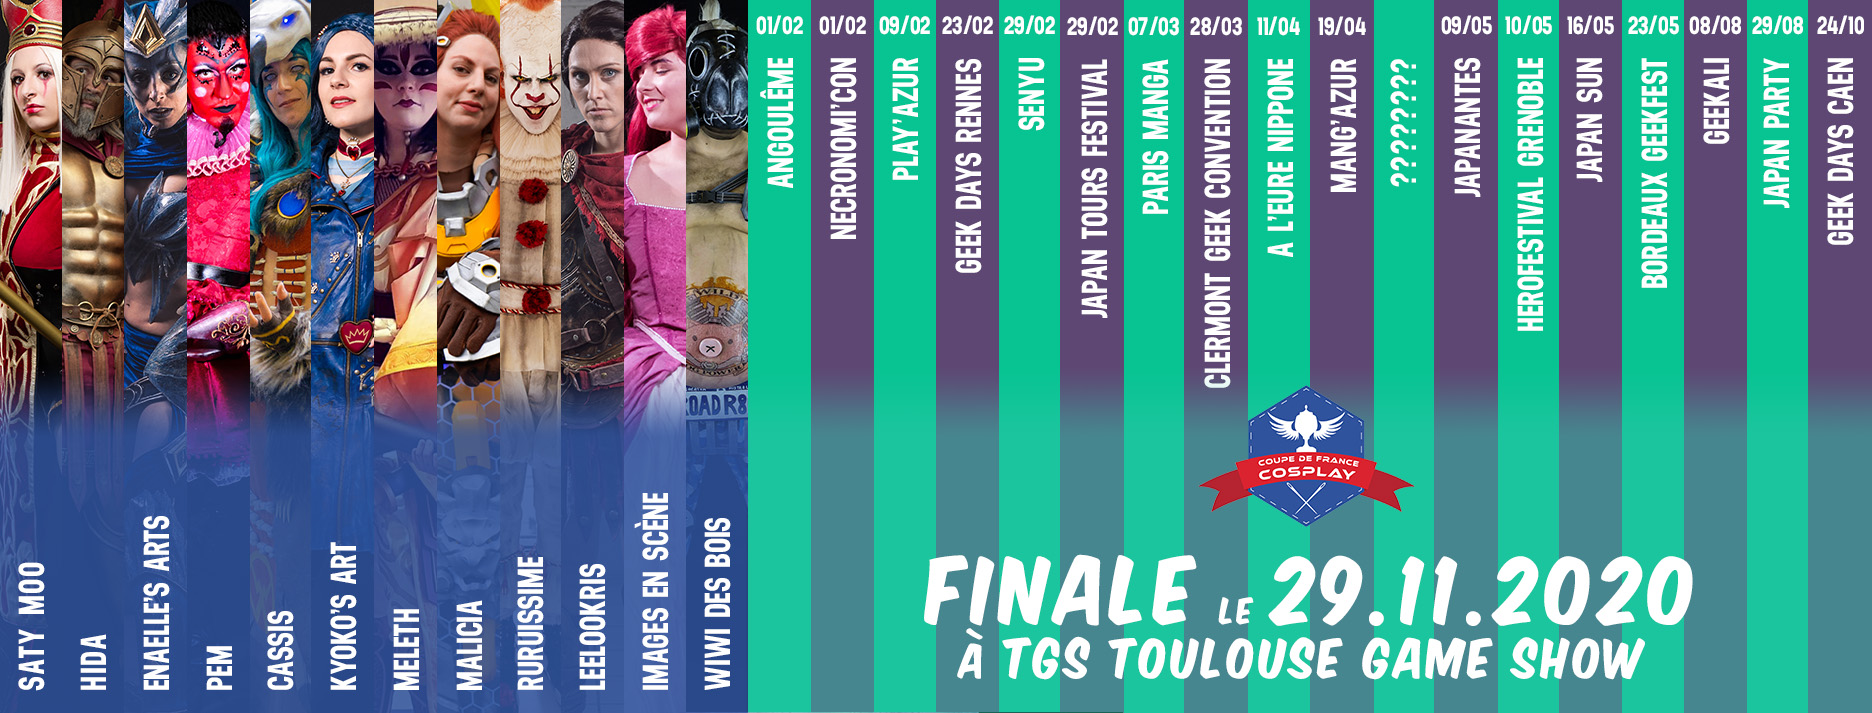 SATY MOO
HIDA
ENAELLE'S ARTS
PEM
CASSIS
KYOKO'S ART
MELETH
MALICIA
RURUISSIME
LEELOOKRIS
IMAGES EN SCÈNE
WIWI DES BOIS
WILD
ROADR8
01/02
ANGOULÊME
01/02
NECRONOMI'CON
09/02
PLAY'AZUR
23/02
GEEK DAYS RENNES
29/02
SENYU
29/02
JAPAN TOURS FESTIVAL
07/03
PARIS MANGA
28/03
CLERMONT GEEK CONVENTION
11/04
A L'EURE NIPPONE
19/04
MANG'AZUR
????????
09/05
JAPANANTES
10/05
HEROFESTIVAL GRENOBLE
16/05
JAPAN SUN
23/05
BORDEAUX GEEKFEST
08/08
GEEKALI
29/08
JAPAN PARTY
24/10
GEEK DAYS CAEN
COUPE DE FRANCE
COSPLAY
FINALE LE 29.11.2020
À TGS TOULOUSE GAME SHOW